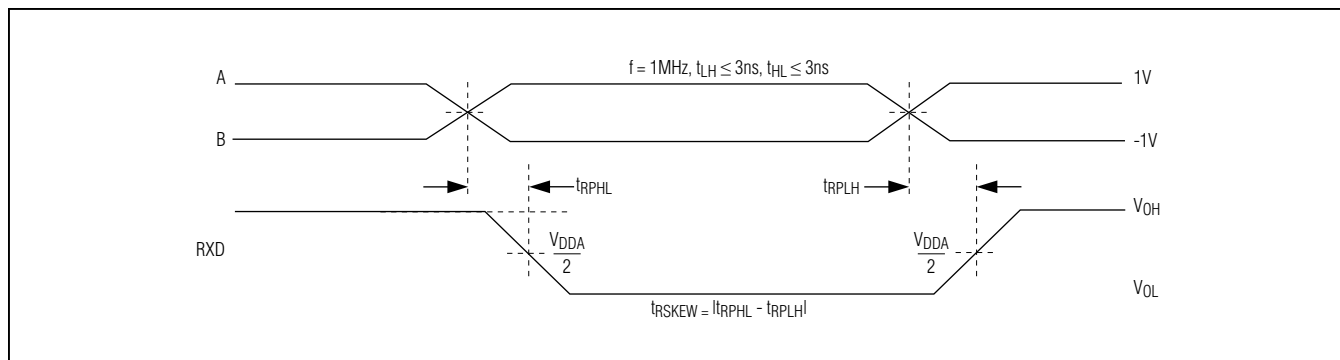 f = 1MHz, tLH ≤ 3ns, tHL ≤ 3ns
A
1V
B
-1V
tRPHL
tRPLH
VOH
RXD
VDDA
2
VDDA
2
VOL
tRSKEW = |tRPHL - tRPLH|